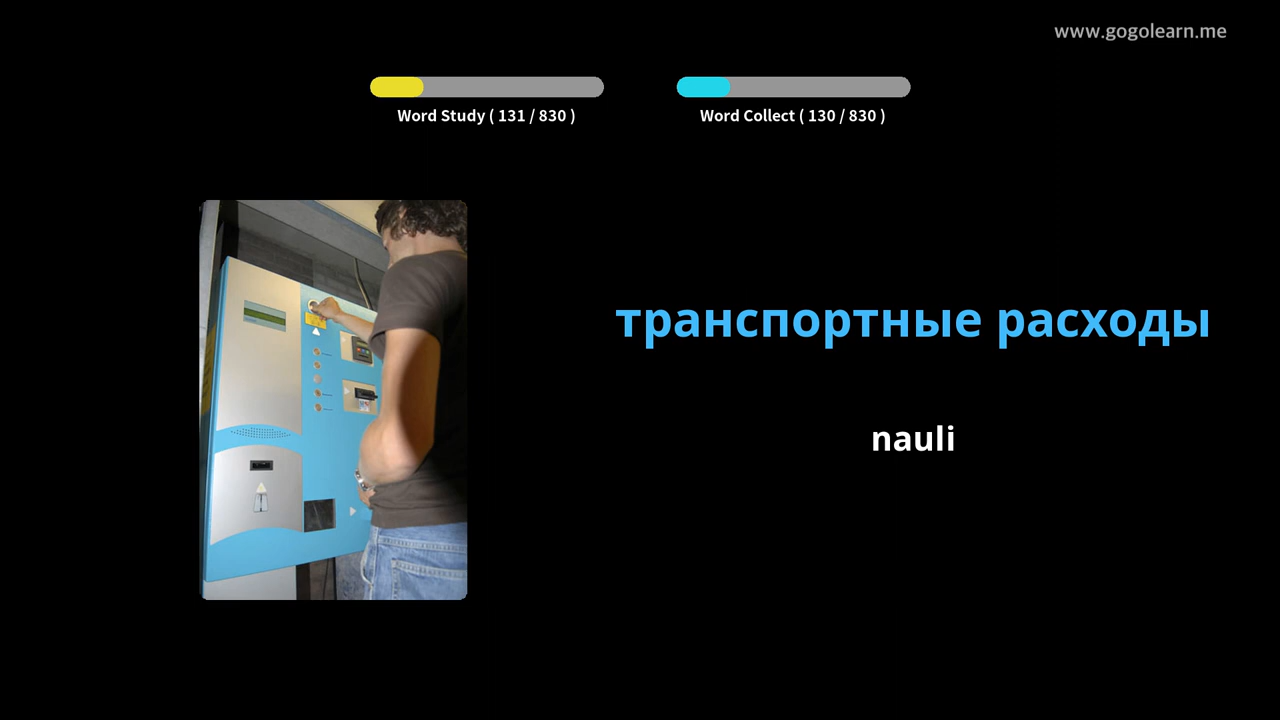 www.gogolearn.me
Word Study ( 131 / 830 )
Word Collect ( 130 / 830 )
транспортные расходы
nauli